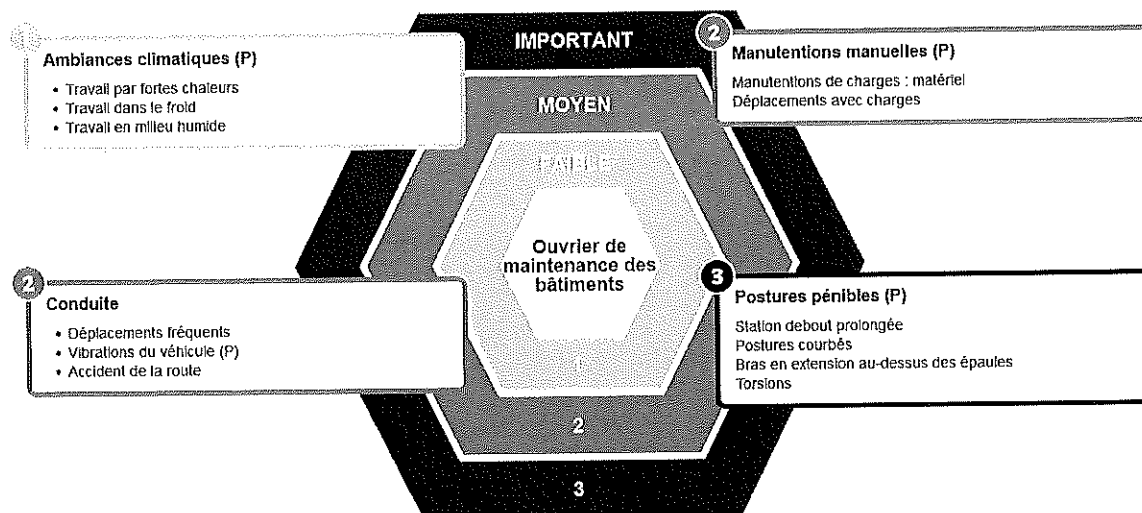 IMPORTANT
MOYEN
FAIBLE
Ouvrier de
maintenance des
bâtiments
1
2
3
1
Ambiances climatiques (P)
• Travail par fortes chaleurs
• Travail dans le froid
• Travail en milieu humide
2
Manutentions manuelles (P)
Manutentions de charges : matériel
Déplacements avec charges
2
Conduite
• Déplacements fréquents
• Vibrations du véhicule (P)
• Accident de la route
3
Postures pénibles (P)
Station debout prolongée
Postures courbés
Bras en extension au-dessus des épaules
Torsions